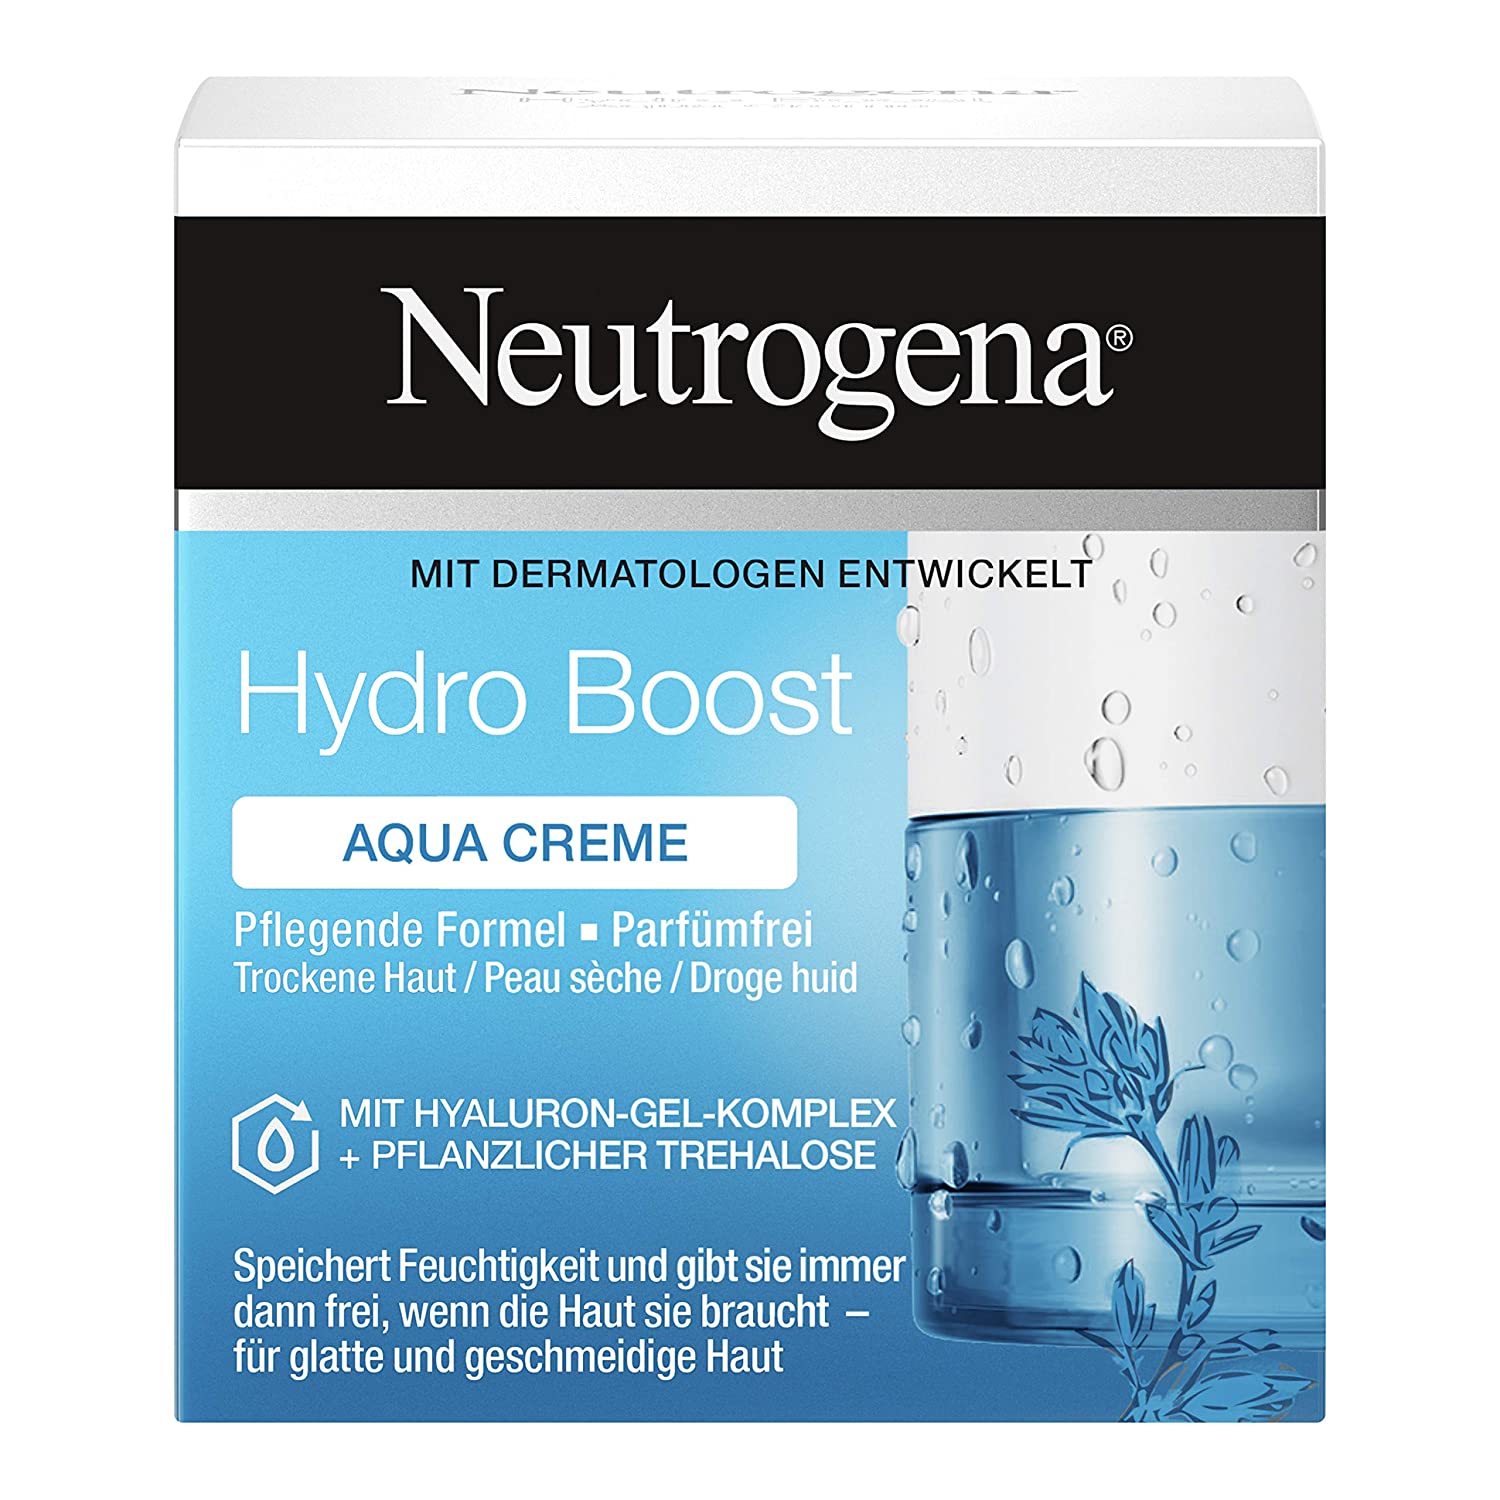 Neutrogena
Neutrogena®
MIT DERMATOLOGEN ENTWICKELT
Hydro Boost
AQUA CREME
Pflegende Formel ▪ Parfümfrei
Trockene Haut / Peau sèche / Droge huid
MIT HYALURON-GEL-KOMPLEX
+ PFLANZLICHER TREHALOSE
Speichert Feuchtigkeit und gibt sie immer
dann frei, wenn die Haut sie braucht –
für glatte und geschmeidige Haut